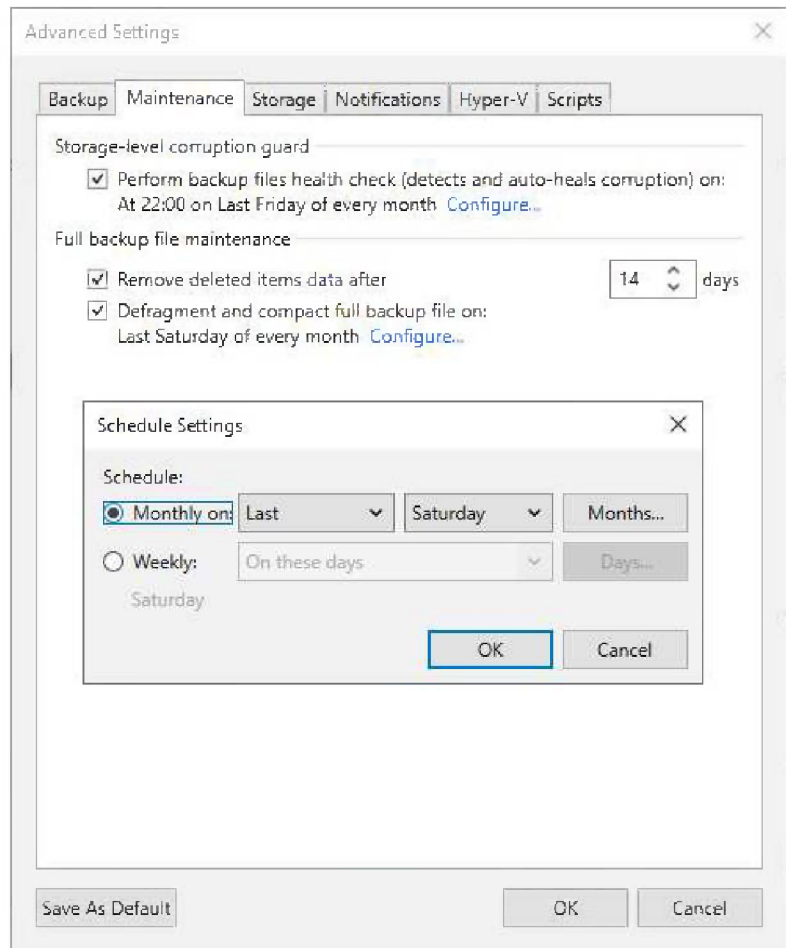 Advanced Settings
Backup Maintenance Storage Notifications Hyper-V Scripts
Storage-level corruption guard
Perform backup files health check (detects and auto-heals corruption) on:
At 22:00 on Last Friday of every month Configure...
Full backup file maintenance
Remove deleted items data after 14 days
Defragment and compact full backup file on:
Last Saturday of every month Configure...
Schedule Settings
Schedule:
Monthly on: Last Saturday Months...
Weekly: On these days Days...
Saturday
OK Cancel
Save As Default OK Cancel